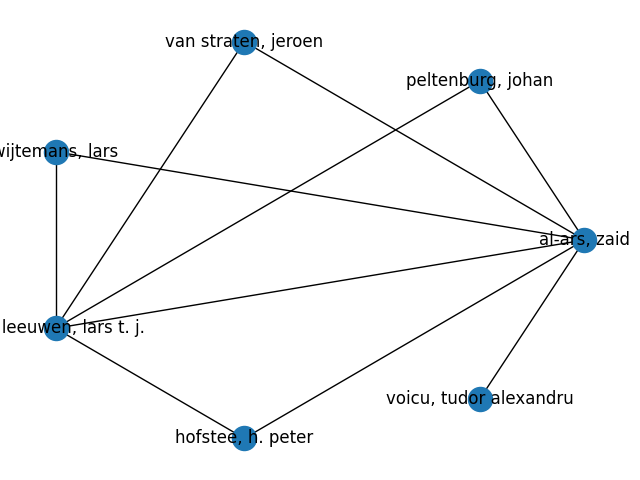 van straten, jeroen
peltenburg, johan
wijtemans, lars
al-ars, zaid
leeuwen, lars t. j.
voicu, tudor alexandru
hofstee, h. peter